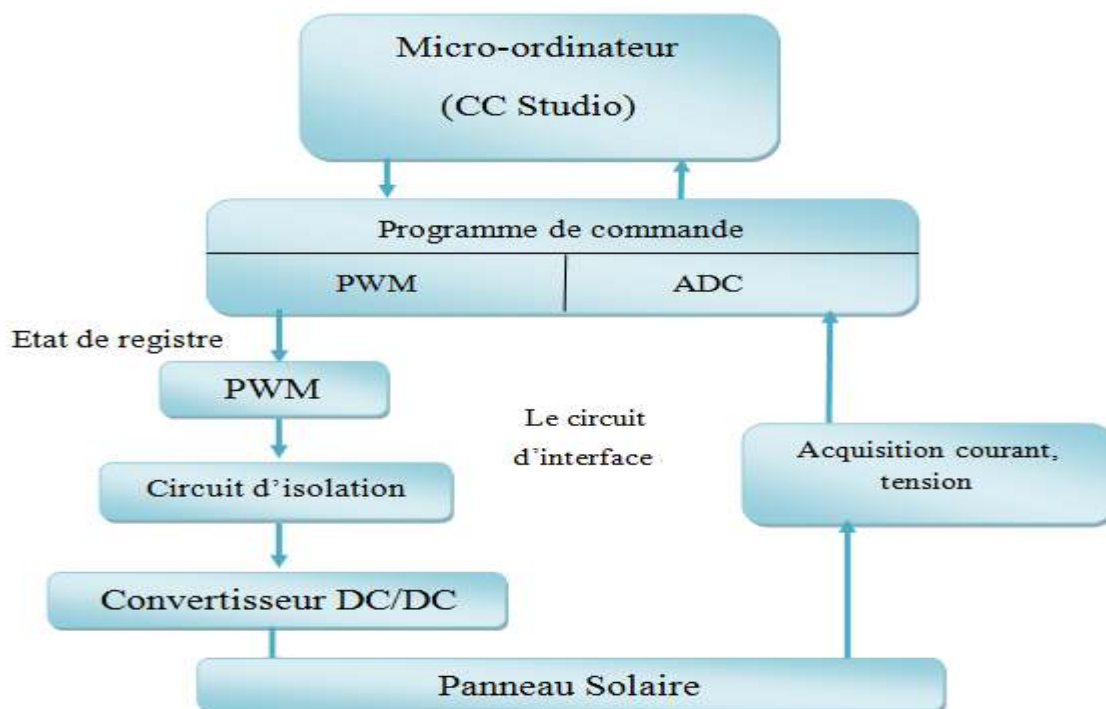 Micro-ordinateur
(CC Studio)
Programme de commande
PWM
ADC
Etat de registre
PWM
Le circuit
d'interface
Acquisition courant,
tension
Circuit d'isolation
Convertisseur DC/DC
Panneau Solaire